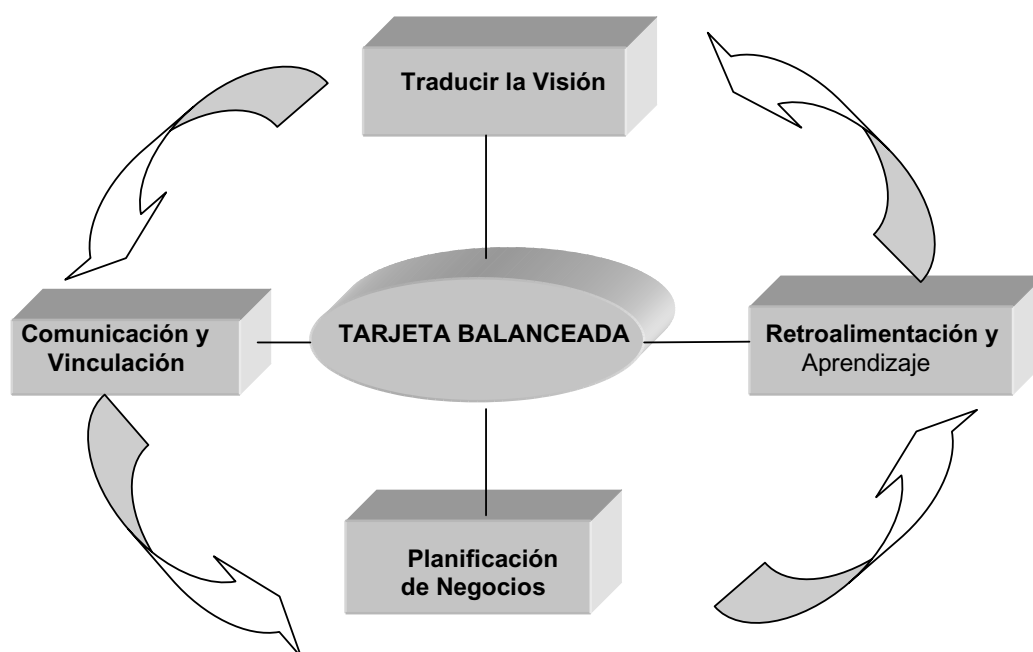 Traducir la Visión
Comunicación y
Vinculación
TARJETA BALANCEADA
Retroalimentación y
Aprendizaje
Planificación
de Negocios